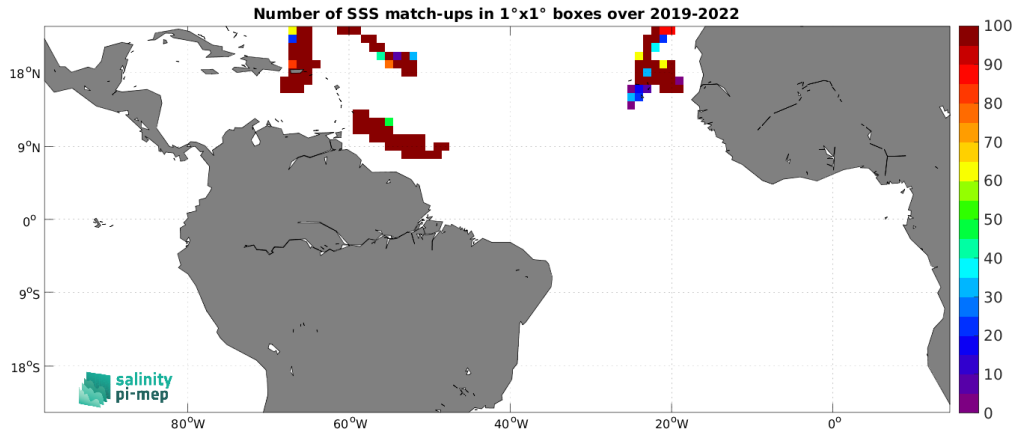 Number of SSS match-ups in 1°x1° boxes over 2019-2022
100
90
80
70
60
50
40
30
20
10
0
18°N
9°N
0°
9°S
18°S
salinity
pi-mep
80°W
60°W
40°W
20°W
0°